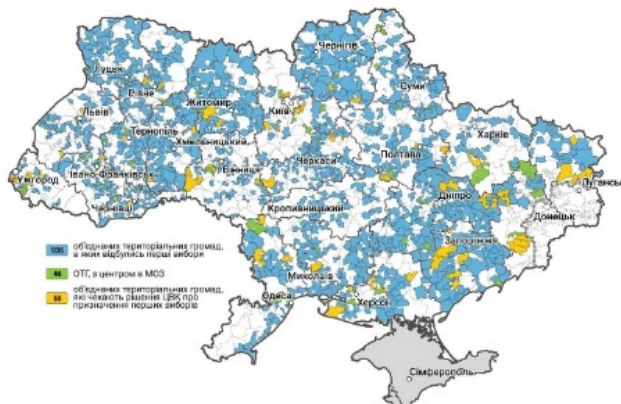 Чернігів
Луцьк
Рівне
Суми
Житомир
Київ
Львів
Харків
Тернопіль
Хмельницький
Полтава
Черкаси
Вінниця
Івано-Франківськ
Ужгород
Луганськ
Дніпро
Чернівці
Кропивницький
Донецьк
Запоріжжя
935 об'єднаних територіальних громад,
в яких відбулись перші вибори
46 ОТГ, з центром в МОЗ
об'єднаних територіальних громад,
які чекають рішення ЦВК про
призначення перших виборів
Миколаїв
Одеса
Херсон
Сімферополь